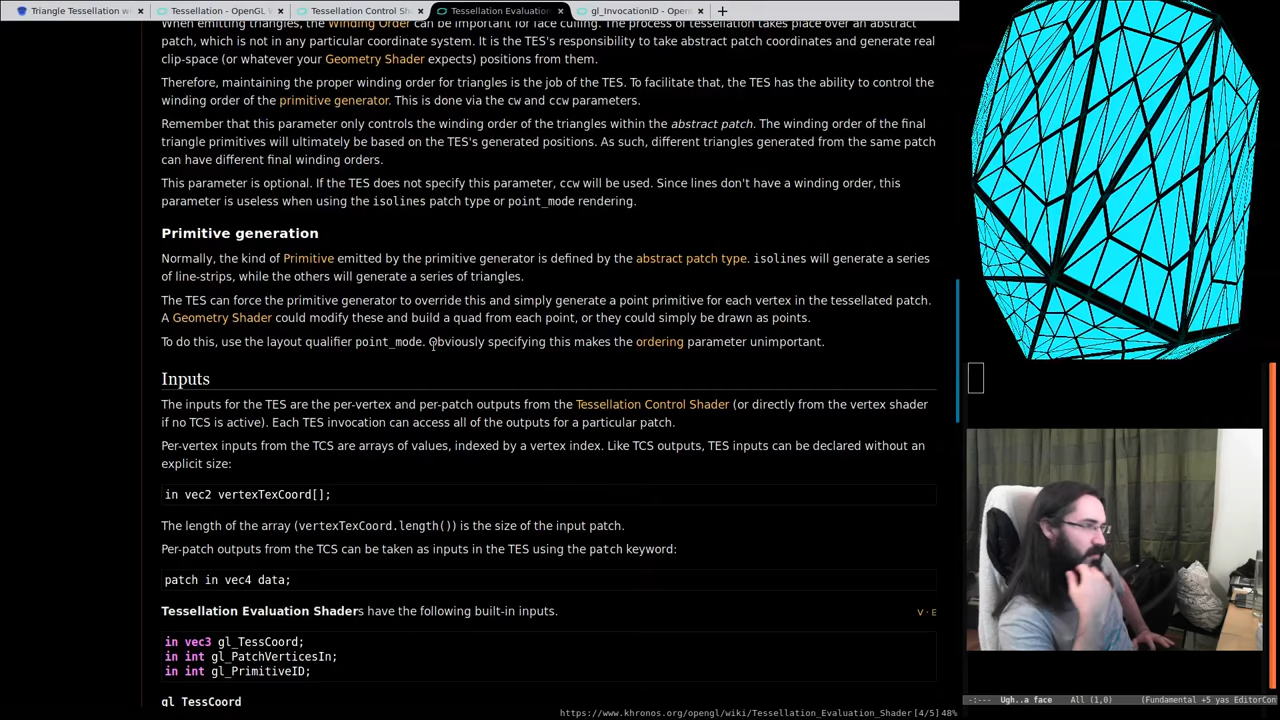 Triangle Tessellation w
Tessellation - OpenGL W
Tessellation Control Sh
Tessellation Evaluation
gl_InvocationID - Open
When emitting triangles, the Winding Order can be important for face culling. The process of tessellation takes place over an abstract
patch, which is not in any particular coordinate system. It is the TES's responsibility to take abstract patch coordinates and generate real
clip-space (or whatever your Geometry Shader expects) positions from them.
Therefore, maintaining the proper winding order for triangles is the job of the TES. To facilitate that, the TES has the ability to control the
winding order of the primitive generator. This is done via the cw and ccw parameters.
Remember that this parameter only controls the winding order of the triangles within the abstract patch. The winding order of the final
triangle primitives will ultimately be based on the TES's generated positions. As such, different triangles generated from the same patch
can have different final winding orders.
This parameter is optional. If the TES does not specify this parameter, ccw will be used. Since lines don't have a winding order, this
parameter is useless when using the isolines patch type or point_mode rendering.
Primitive generation
Normally, the kind of Primitive emitted by the primitive generator is defined by the abstract patch type. isolines will generate a series
of line-strips, while the others will generate a series of triangles.
The TES can force the primitive generator to override this and simply generate a point primitive for each vertex in the tessellated patch.
A Geometry Shader could modify these and build a quad from each point, or they could simply be drawn as points.
To do this, use the layout qualifier point_mode. Obviously specifying this makes the ordering parameter unimportant.
Inputs
The inputs for the TES are the per-vertex and per-patch outputs from the Tessellation Control Shader (or directly from the vertex shader
if no TCS is active). Each TES invocation can access all of the outputs for a particular patch.
Per-vertex inputs from the TCS are arrays of values, indexed by a vertex index. Like TCS outputs, TES inputs can be declared without an
explicit size:
in vec2 vertexTexCoord[];
The length of the array (vertexTexCoord.length()) is the size of the input patch.
Per-patch outputs from the TCS can be taken as inputs in the TES using the patch keyword:
patch in vec4 data;
Tessellation Evaluation Shaders have the following built-in inputs.
V · E
in vec3 gl_TessCoord;
in int gl_PatchVerticesIn;
in int gl_PrimitiveID;
gl_TessCoord
https://www.khronos.org/opengl/wiki/Tessellation_Evaluation_Shader [4/5] 48%
-:--- Ugh..a face All (1,0) (Fundamental +5 yas EditorCon